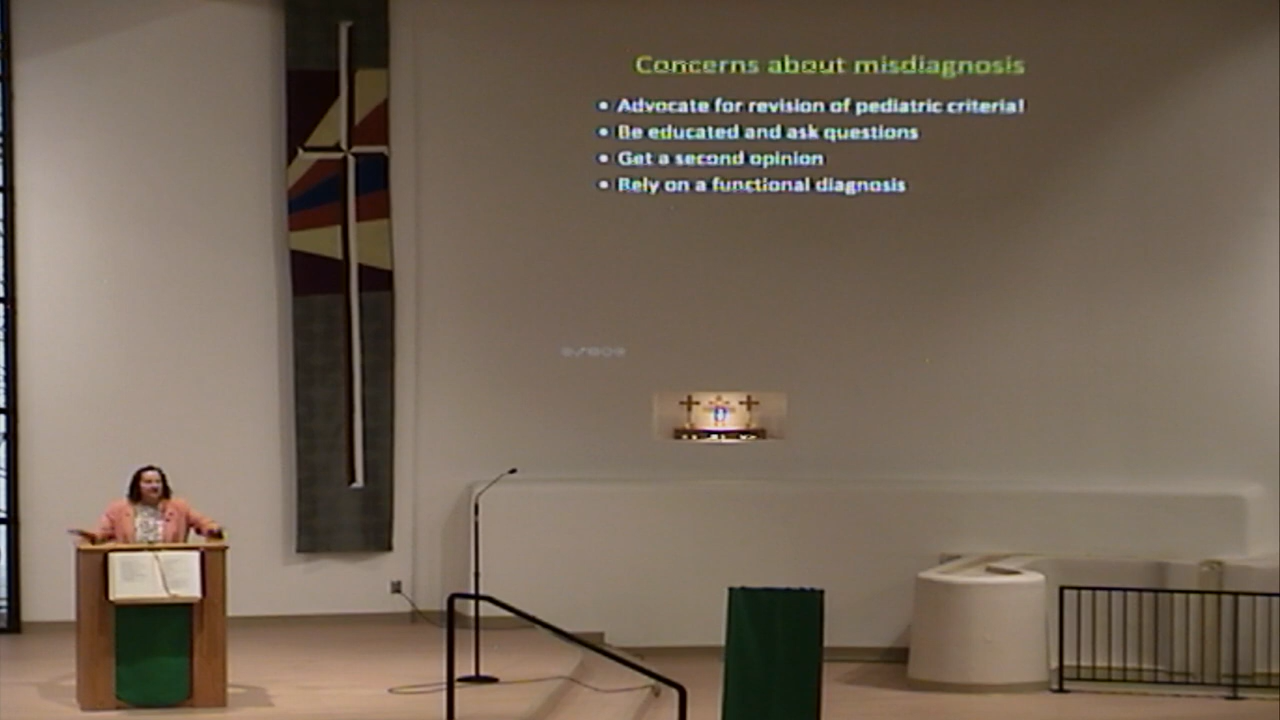 Concerns about misdiagnosis
• Advocate for revision of pediatric criteria!
• Be educated and ask questions
• Get a second opinion
• Rely on a functional diagnosis